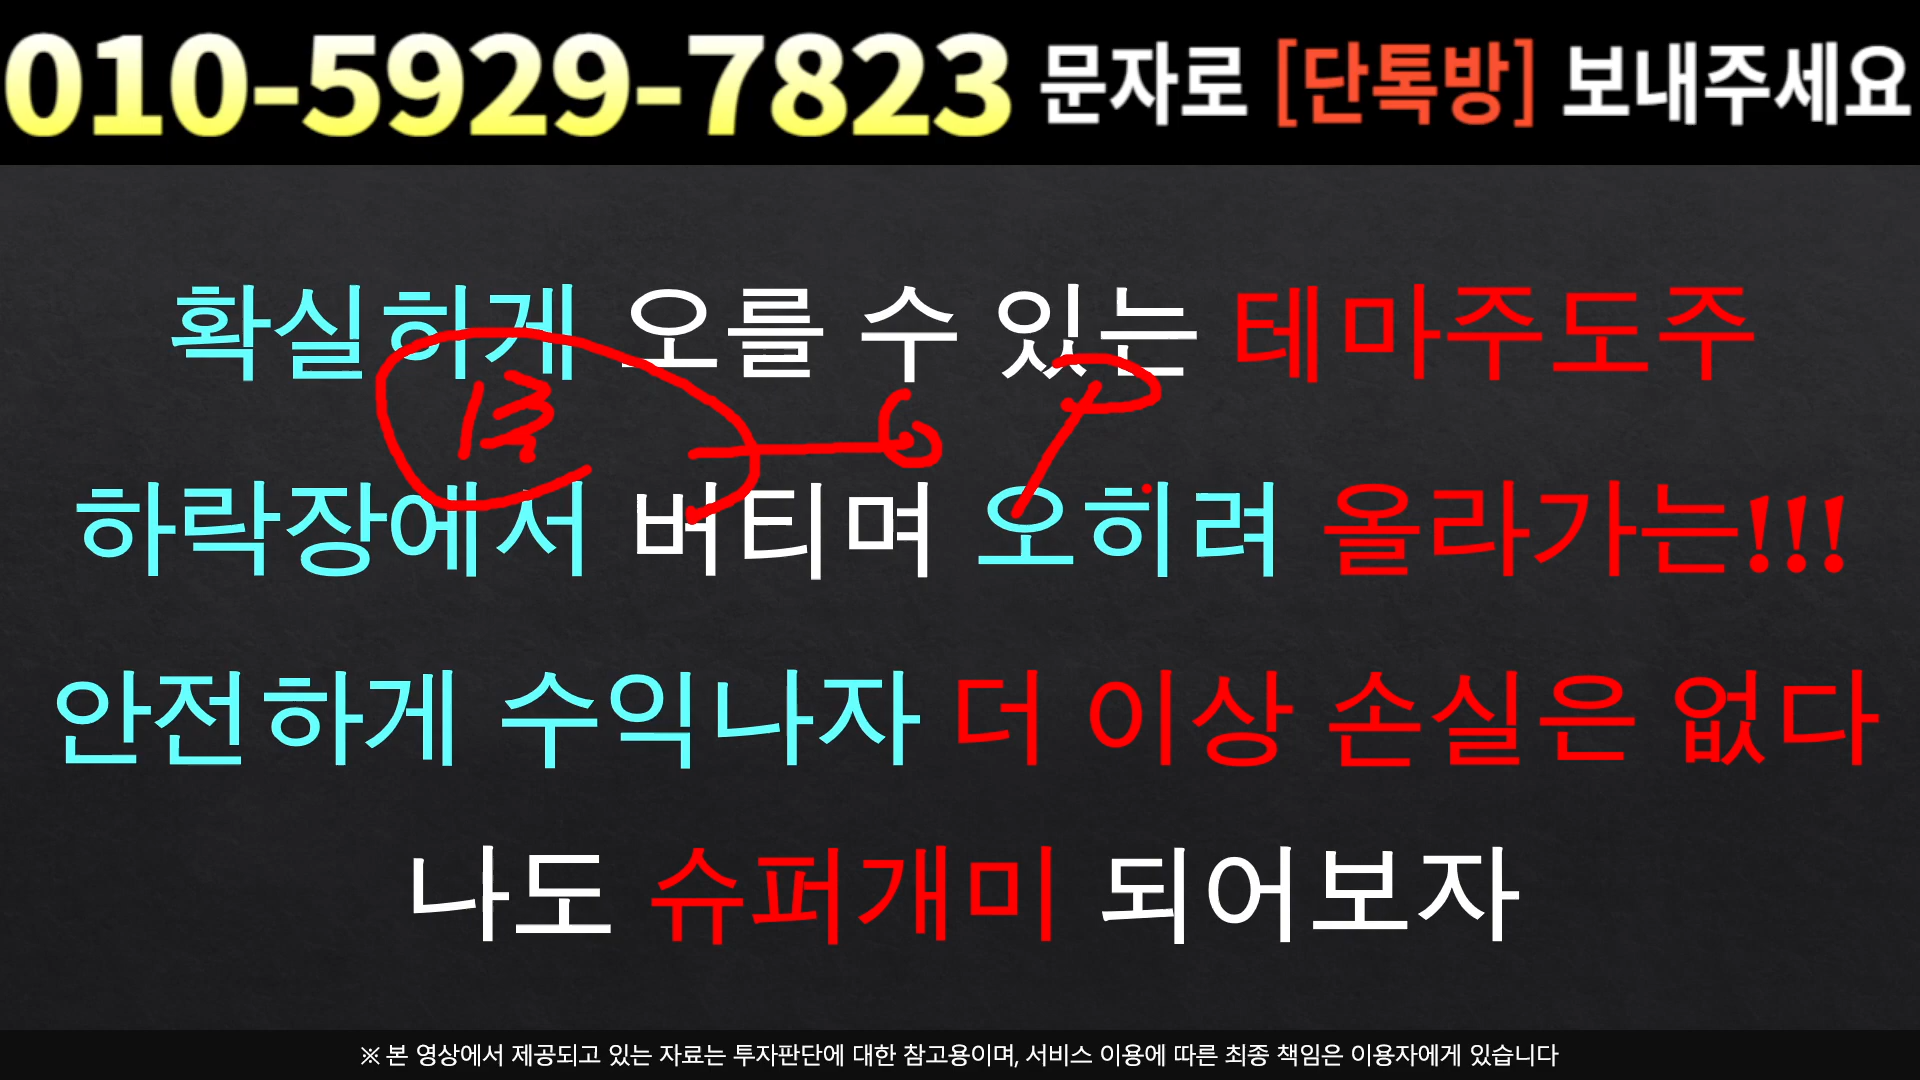 010-5929-7823 문자로 [단톡방] 보내주세요
확실하게 오를 수 있는 테마주도주
13
하락장에서 버티며 오히려 올라가는!!!
안전하게 수익나자 더 이상 손실은 없다
나도 슈퍼개미 되어보자
※ 본 영상에서 제공되고 있는 자료는 투자판단에 대한 참고용이며, 서비스 이용에 따른 최종 책임은 이용자에게 있습니다